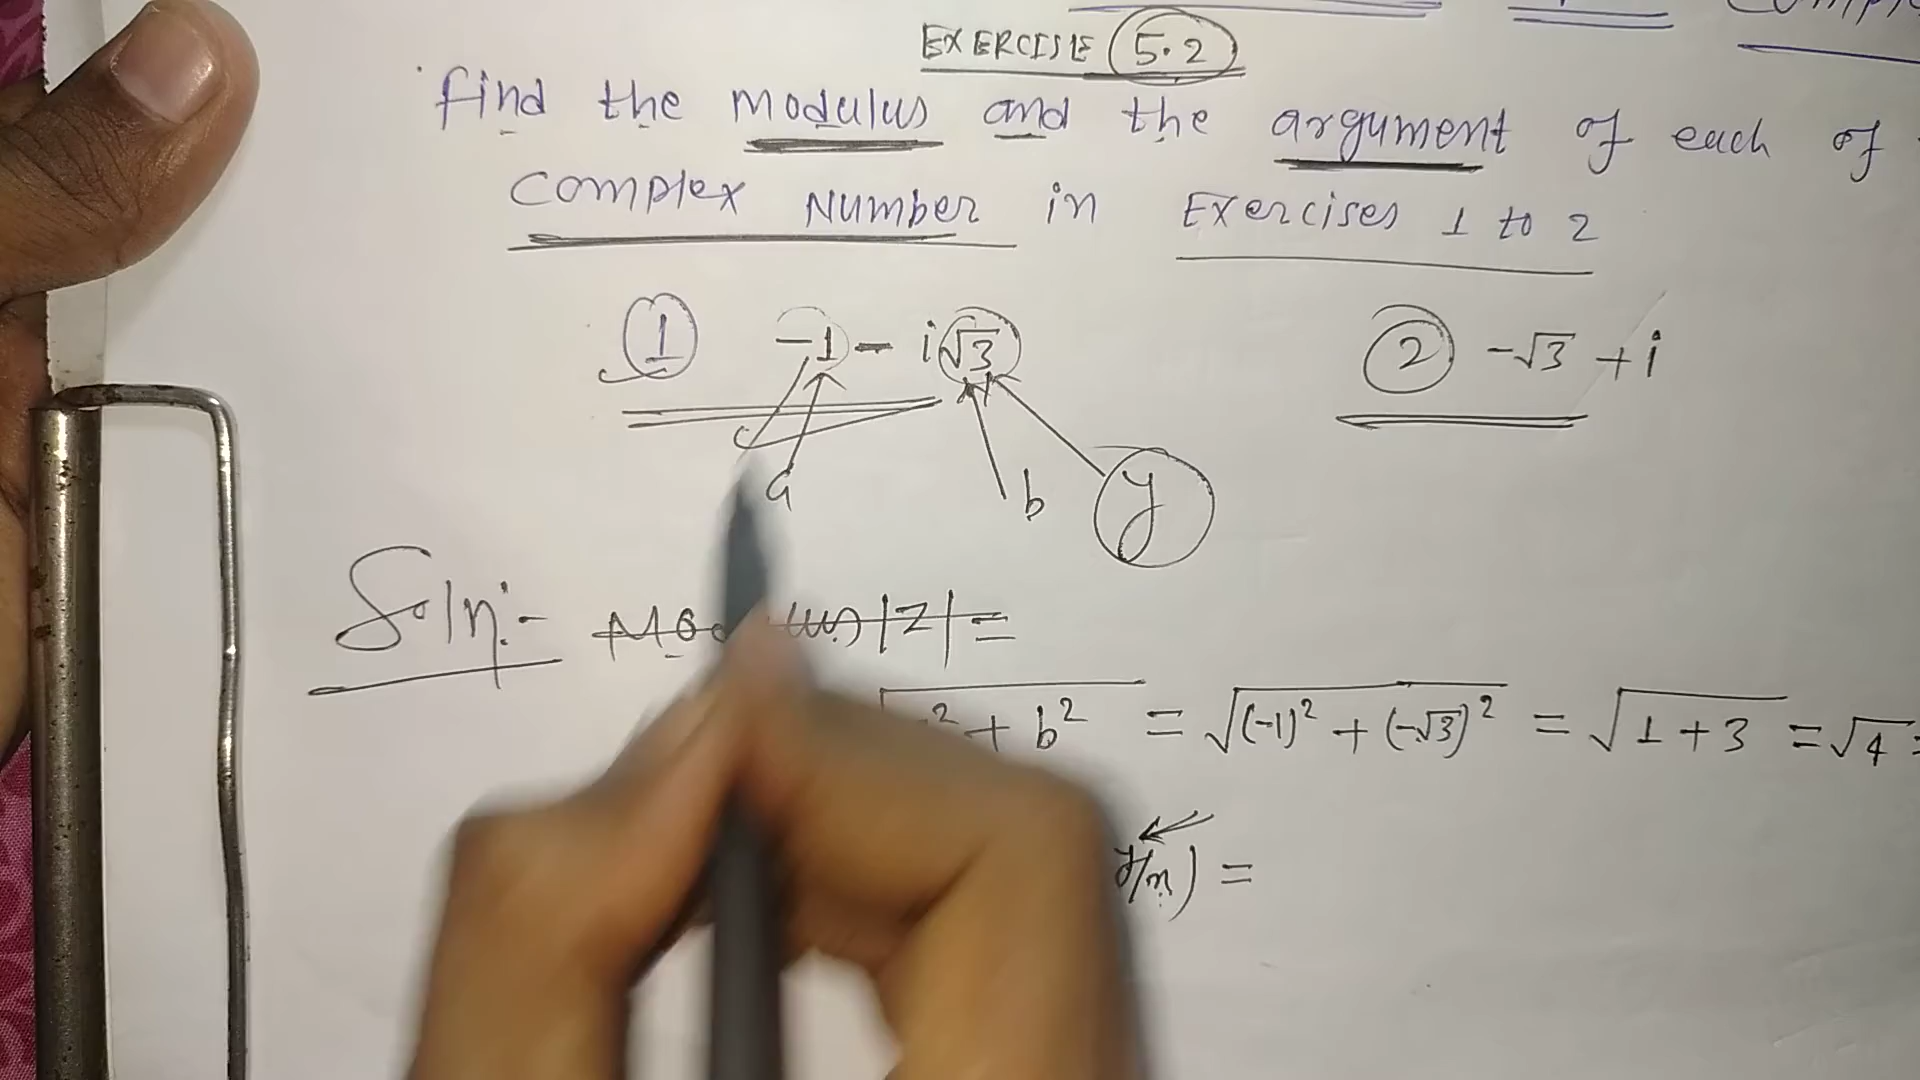 EXERCISE 5.2
find the modulus and the argument of each of
complex Number in Exercises 1 to 2
1 -1 - i√3
2 -√3 + i
a b y
Soln:- |z| =
² + b² = √(-1)² + (-√3)² = √1 + 3 = √4 =
y/x) =